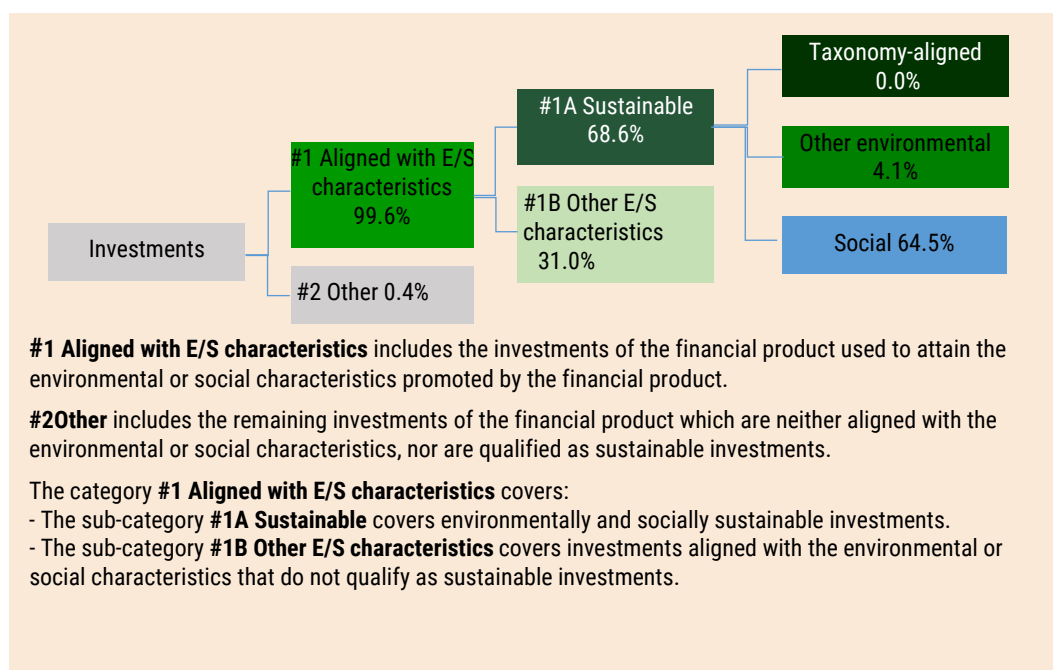 Investments
#1 Aligned with E/S
characteristics
99.6%
#2 Other 0.4%
#1A Sustainable
68.6%
#1B Other E/S
characteristics
31.0%
Taxonomy-aligned
0.0%
Other environmental
4.1%
Social 64.5%
#1 Aligned with E/S characteristics includes the investments of the financial product used to attain the
environmental or social characteristics promoted by the financial product.
#2Other includes the remaining investments of the financial product which are neither aligned with the
environmental or social characteristics, nor are qualified as sustainable investments.
The category #1 Aligned with E/S characteristics covers:
- The sub-category #1A Sustainable covers environmentally and socially sustainable investments.
- The sub-category #1B Other E/S characteristics covers investments aligned with the environmental or
social characteristics that do not qualify as sustainable investments.